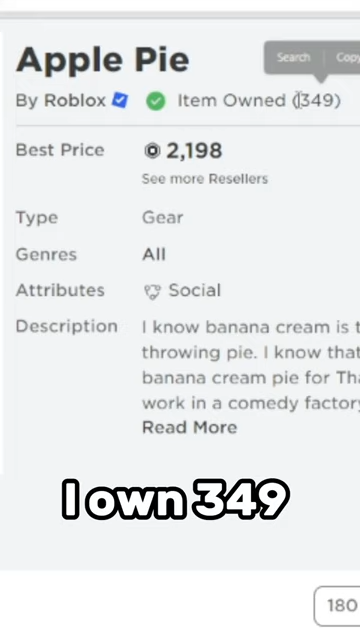 Apple Pie
Search
By Roblox Item Owned (349)
Best Price 2,198
See more Resellers
Type Gear
Genres All
Attributes Social
Description I know banana cream is
throwing pie. I know that
banana cream pie for
work in a comedy factory
Read More
I own 349
180